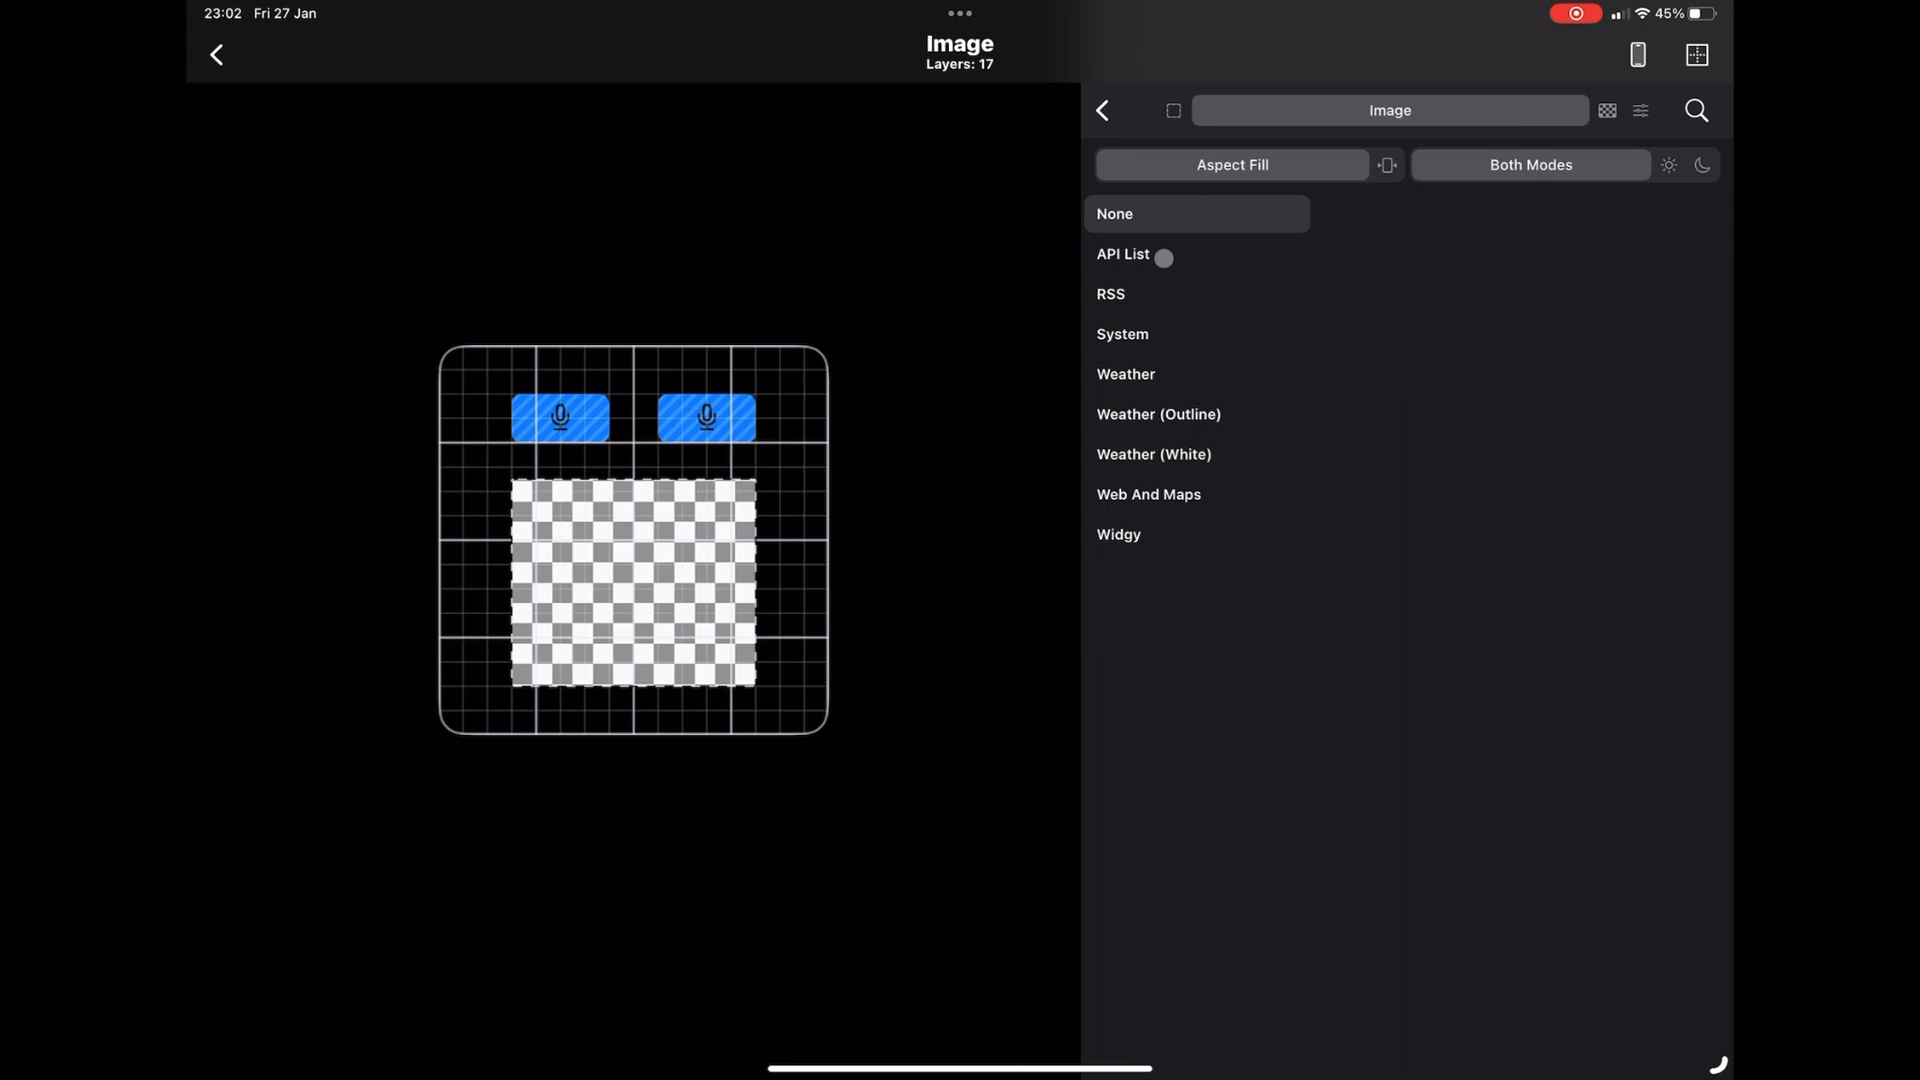 23:02 Fri 27 Jan
45%
Image
Layers: 17
Image
Aspect Fill
Both Modes
None
API List
RSS
System
Weather
Weather (Outline)
Weather (White)
Web And Maps
Widgy